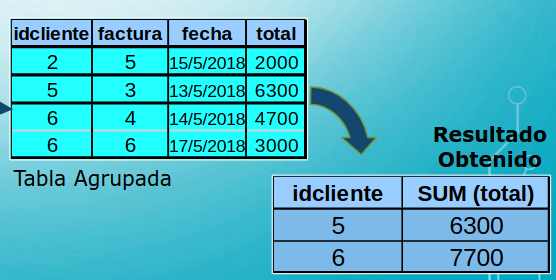 idcliente factura fecha total
2 5 15/5/2018 2000
5 3 13/5/2018 6300
6 4 14/5/2018 4700
6 6 17/5/2018 3000
Tabla Agrupada
Resultado
Obtenido
idcliente SUM (total)
5 6300
6 7700